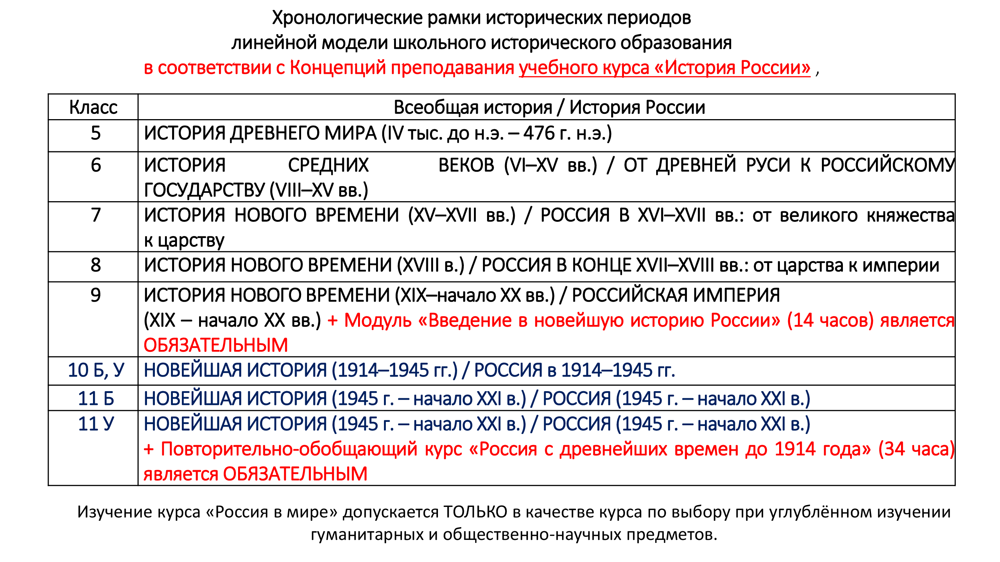 Хронологические рамки исторических периодов
линейной модели школьного исторического образования
в соответствии с Концепций преподавания учебного курса «История России» ,
Класс Всеобщая история / История России
5 ИСТОРИЯ ДРЕВНЕГО МИРА (IV тыс. до н.э. – 476 г. н.э.)
6 ИСТОРИЯ СРЕДНИХ ВЕКОВ (VI–XV вв.) / ОТ ДРЕВНЕЙ РУСИ К РОССИЙСКОМУ
ГОСУДАРСТВУ (VIII–XV вв.)
7 ИСТОРИЯ НОВОГО ВРЕМЕНИ (XV–XVII вв.) / РОССИЯ В XVI–XVII вв.: от великого княжества
к царству
8 ИСТОРИЯ НОВОГО ВРЕМЕНИ (XVIII в.) / РОССИЯ В КОНЦЕ XVII–XVIII вв.: от царства к империи
9 ИСТОРИЯ НОВОГО ВРЕМЕНИ (XIX–начало XX вв.) / РОССИЙСКАЯ ИМПЕРИЯ
(XIX – начало XX вв.) + Модуль «Введение в новейшую историю России» (14 часов) является
ОБЯЗАТЕЛЬНЫМ
10 Б, У НОВЕЙШАЯ ИСТОРИЯ (1914–1945 гг.) / РОССИЯ в 1914–1945 гг.
11 Б НОВЕЙШАЯ ИСТОРИЯ (1945 г. – начало XXI в.) / РОССИЯ (1945 г. – начало XXI в.)
11 У НОВЕЙШАЯ ИСТОРИЯ (1945 г. – начало XXI в.) / РОССИЯ (1945 г. – начало XXI в.)
+ Повторительно-обобщающий курс «Россия с древнейших времен до 1914 года» (34 часа)
является ОБЯЗАТЕЛЬНЫМ
Изучение курса «Россия в мире» допускается ТОЛЬКО в качестве курса по выбору при углублённом изучении
гуманитарных и общественно-научных предметов.